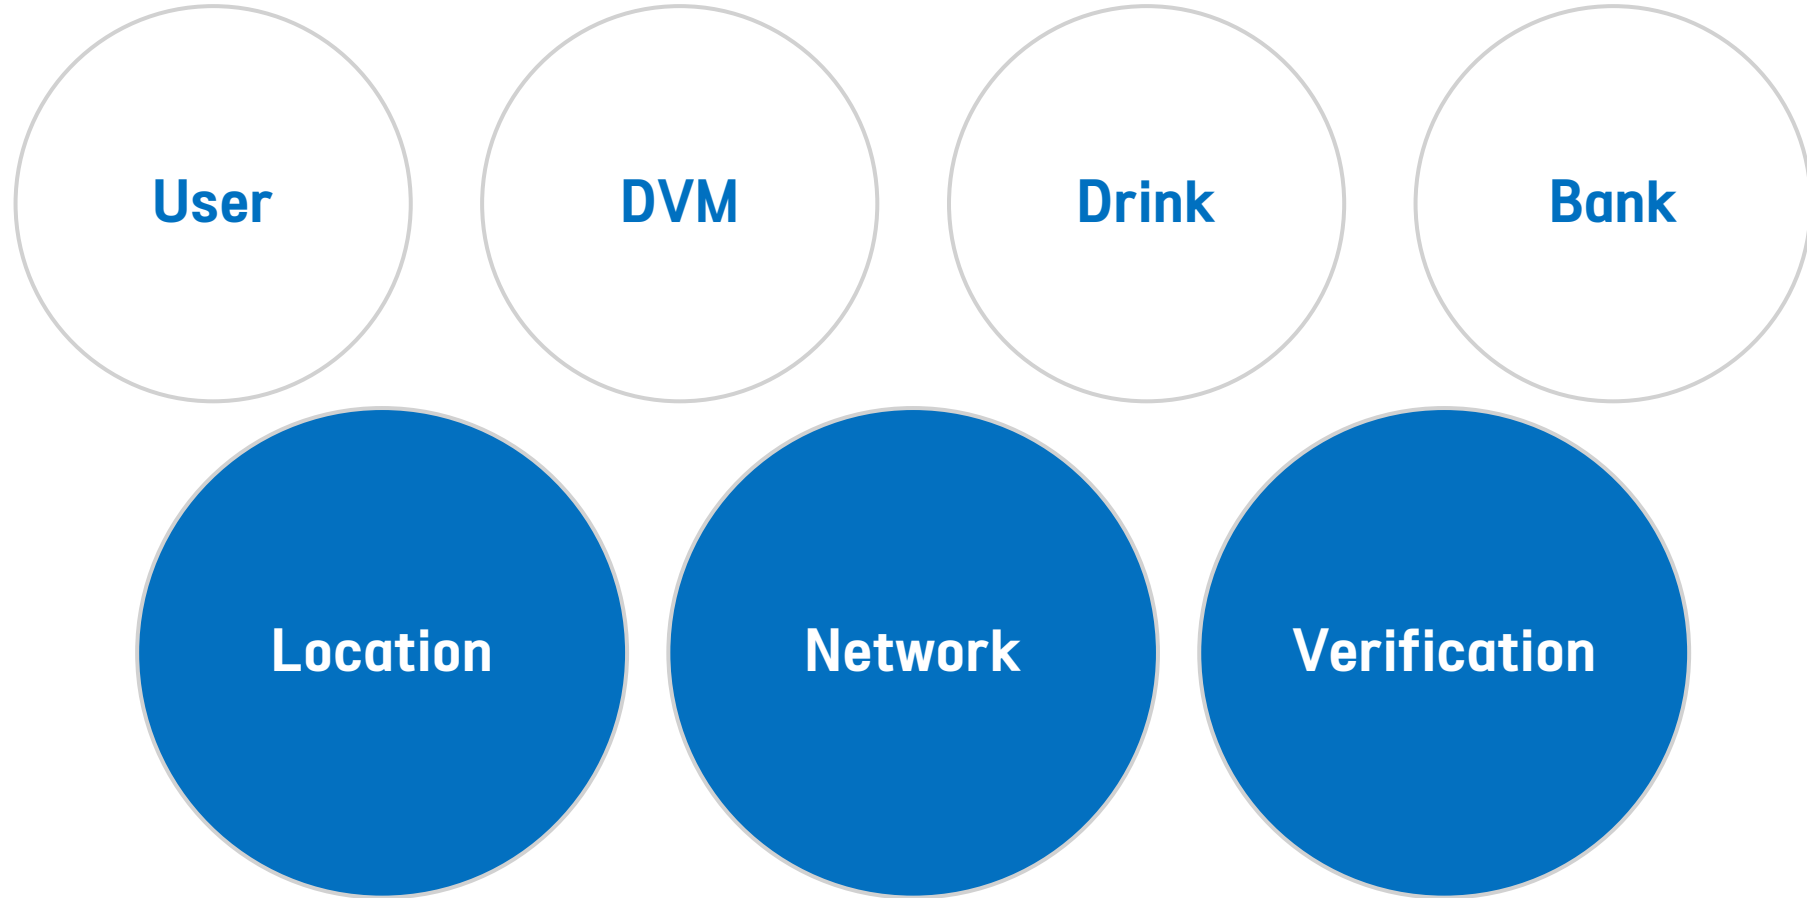 User
DVM
Drink
Bank
Location
Network
Verification